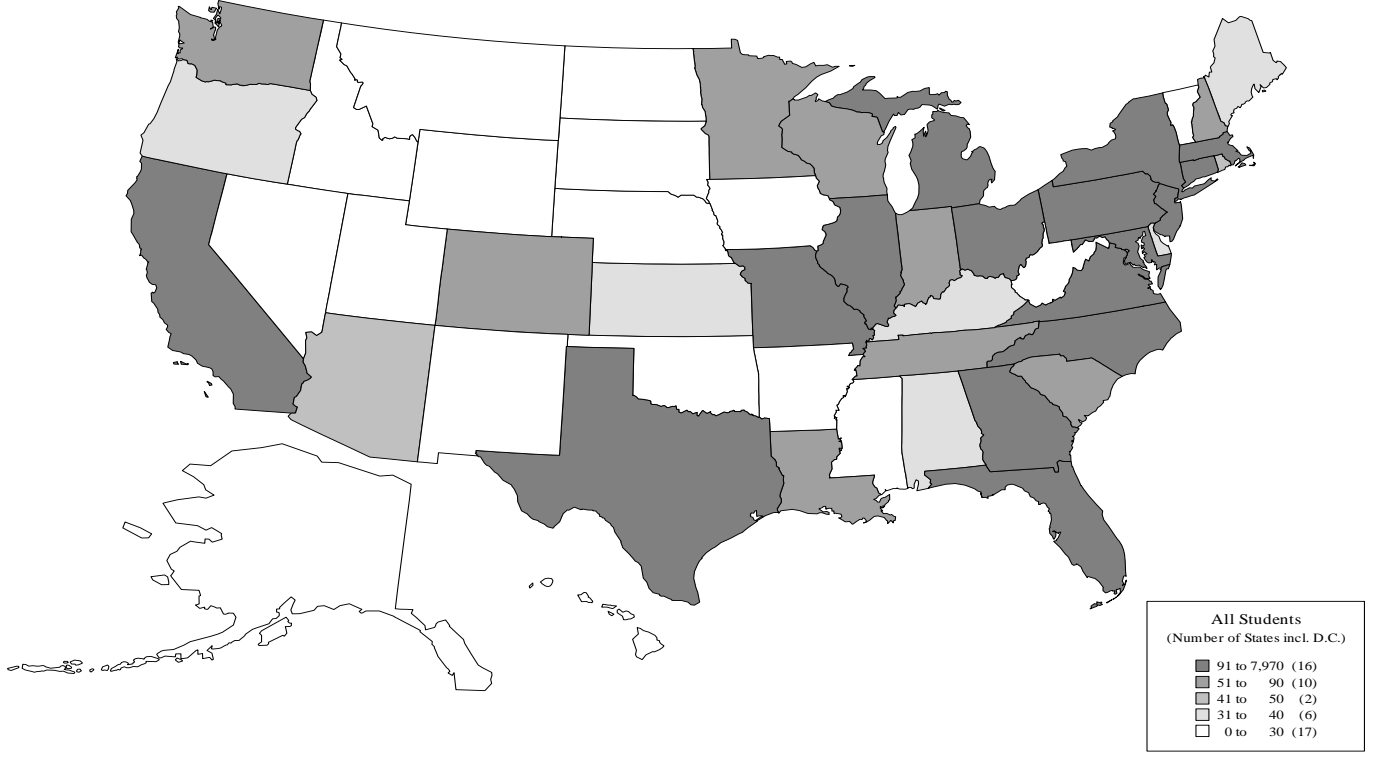 All Students
(Number of States incl. D.C.)
91 to 7,970 (16)
51 to 90 (10)
41 to 50 (2)
31 to 40 (6)
0 to 30 (17)